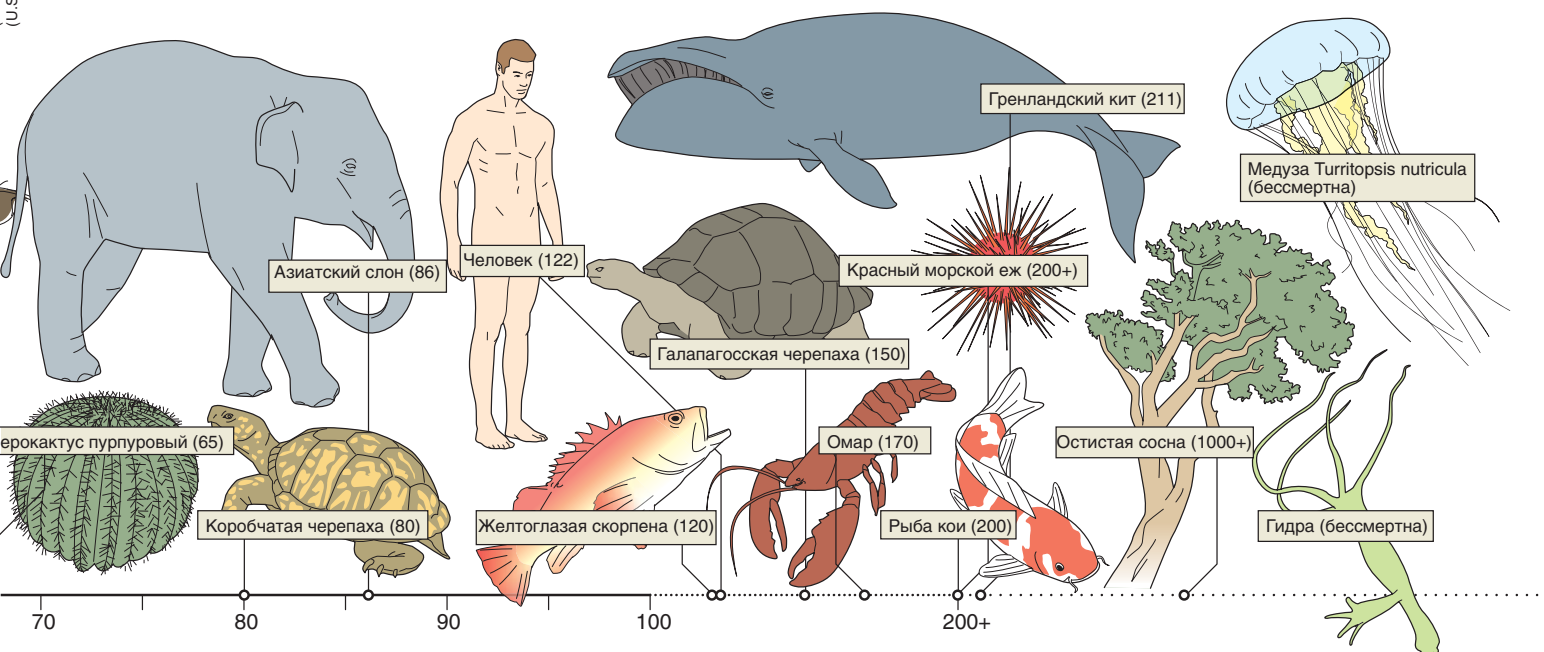 (U.S
Гренландский кит (211)
Медуза Turritopsis nutricula
(бессмертна)
Азиатский слон (86)
Человек (122)
Красный морской еж (200+)
Галапагосская черепаха (150)
ерокактус пурпуровый (65)
Омар (170)
Остистая сосна (1000+)
Коробчатая черепаха (80)
Желтоглазая скорпена (120)
Рыба кои (200)
Гидра (бессмертна)
70 80 90 100 200+